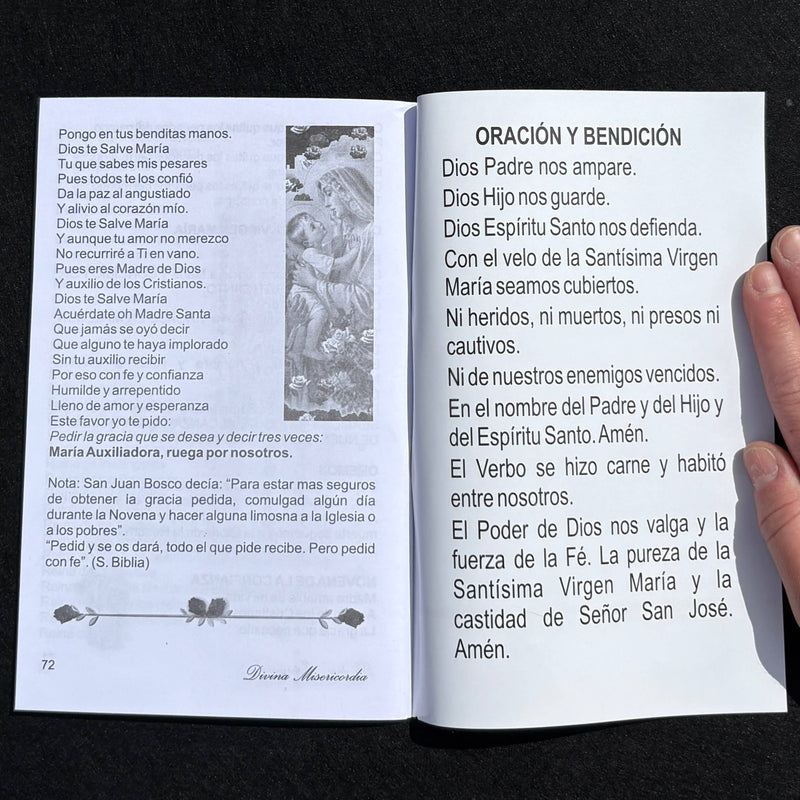 Pongo en tus benditas manos.
Dios te Salve María
Tu que sabes mis pesares
Pues todos te los confió
Da la paz al angustiado
Y alivio al corazón mío.
Dios te Salve María
Y aunque tu amor no merezco
No recurriré a Ti en vano.
Pues eres Madre de Dios
Y auxilio de los Cristianos.
Dios te Salve María
Acuérdate oh Madre Santa
Que jamás se oyó decir
Que alguno te haya implorado
Sin tu auxilio recibir
Por eso con fe y confianza
Humilde y arrepentido
Lleno de amor y esperanza
Este favor yo te pido:
Pedir la gracia que se desea y decir tres veces:
María Auxiliadora, ruega por nosotros.
Nota: San Juan Bosco decía: “Para estar mas seguros
de obtener la gracia pedida, comulgad algún día
durante la Novena y hacer alguna limosna a la Iglesia o
a los pobres”.
“Pedid y se os dará, todo el que pide recibe. Pero pedid
con fe”. (S. Biblia)
72
Divina Misericordia
ORACIÓN Y BENDICIÓN
Dios Padre nos ampare.
Dios Hijo nos guarde.
Dios Espíritu Santo nos defienda.
Con el velo de la Santísima Virgen
María seamos cubiertos.
Ni heridos, ni muertos, ni presos ni
cautivos.
Ni de nuestros enemigos vencidos.
En el nombre del Padre y del Hijo y
del Espíritu Santo. Amén.
El Verbo se hizo carne y habitó
entre nosotros.
El Poder de Dios nos valga y la
fuerza de la Fé. La pureza de la
Santísima Virgen María y la
castidad de Señor San José.
Amén.